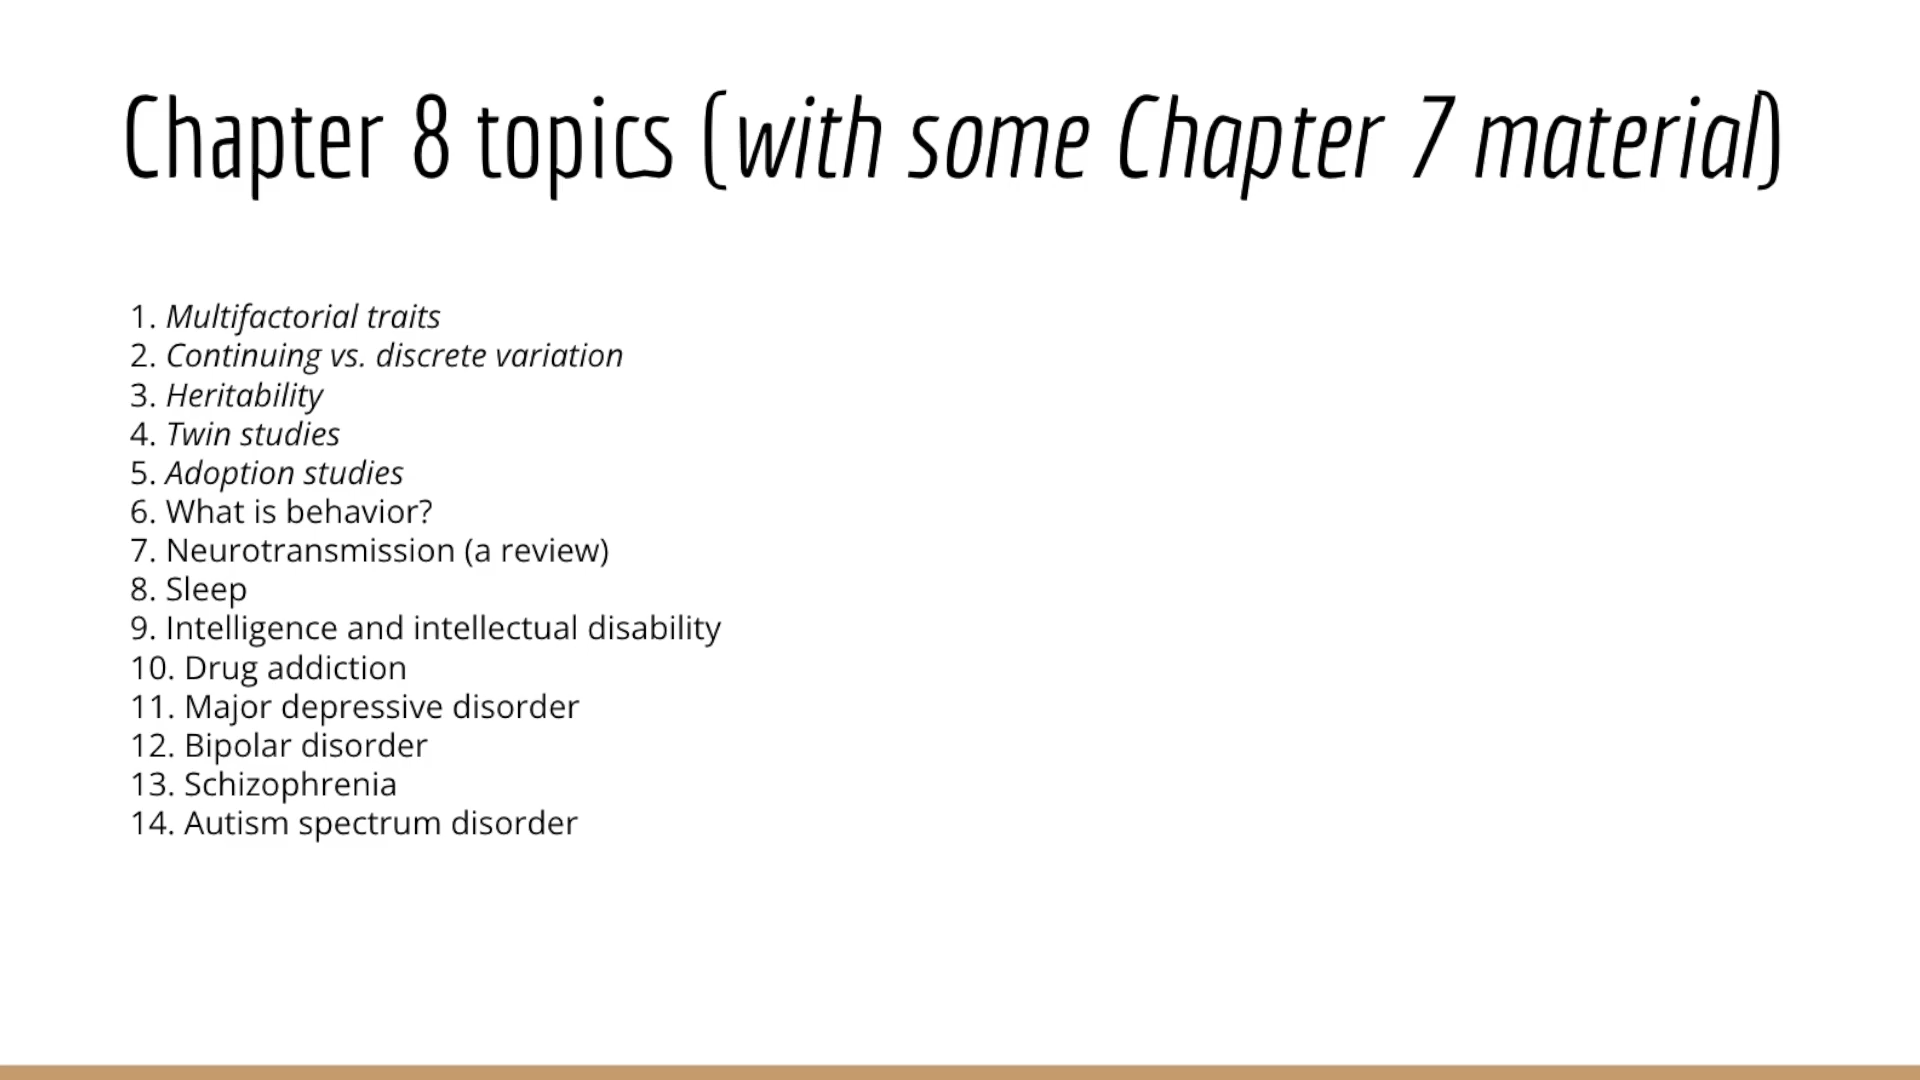 Chapter 8 topics (with some Chapter 7 material)
1. Multifactorial traits
2. Continuing vs. discrete variation
3. Heritability
4. Twin studies
5. Adoption studies
6. What is behavior?
7. Neurotransmission (a review)
8. Sleep
9. Intelligence and intellectual disability
10. Drug addiction
11. Major depressive disorder
12. Bipolar disorder
13. Schizophrenia
14. Autism spectrum disorder